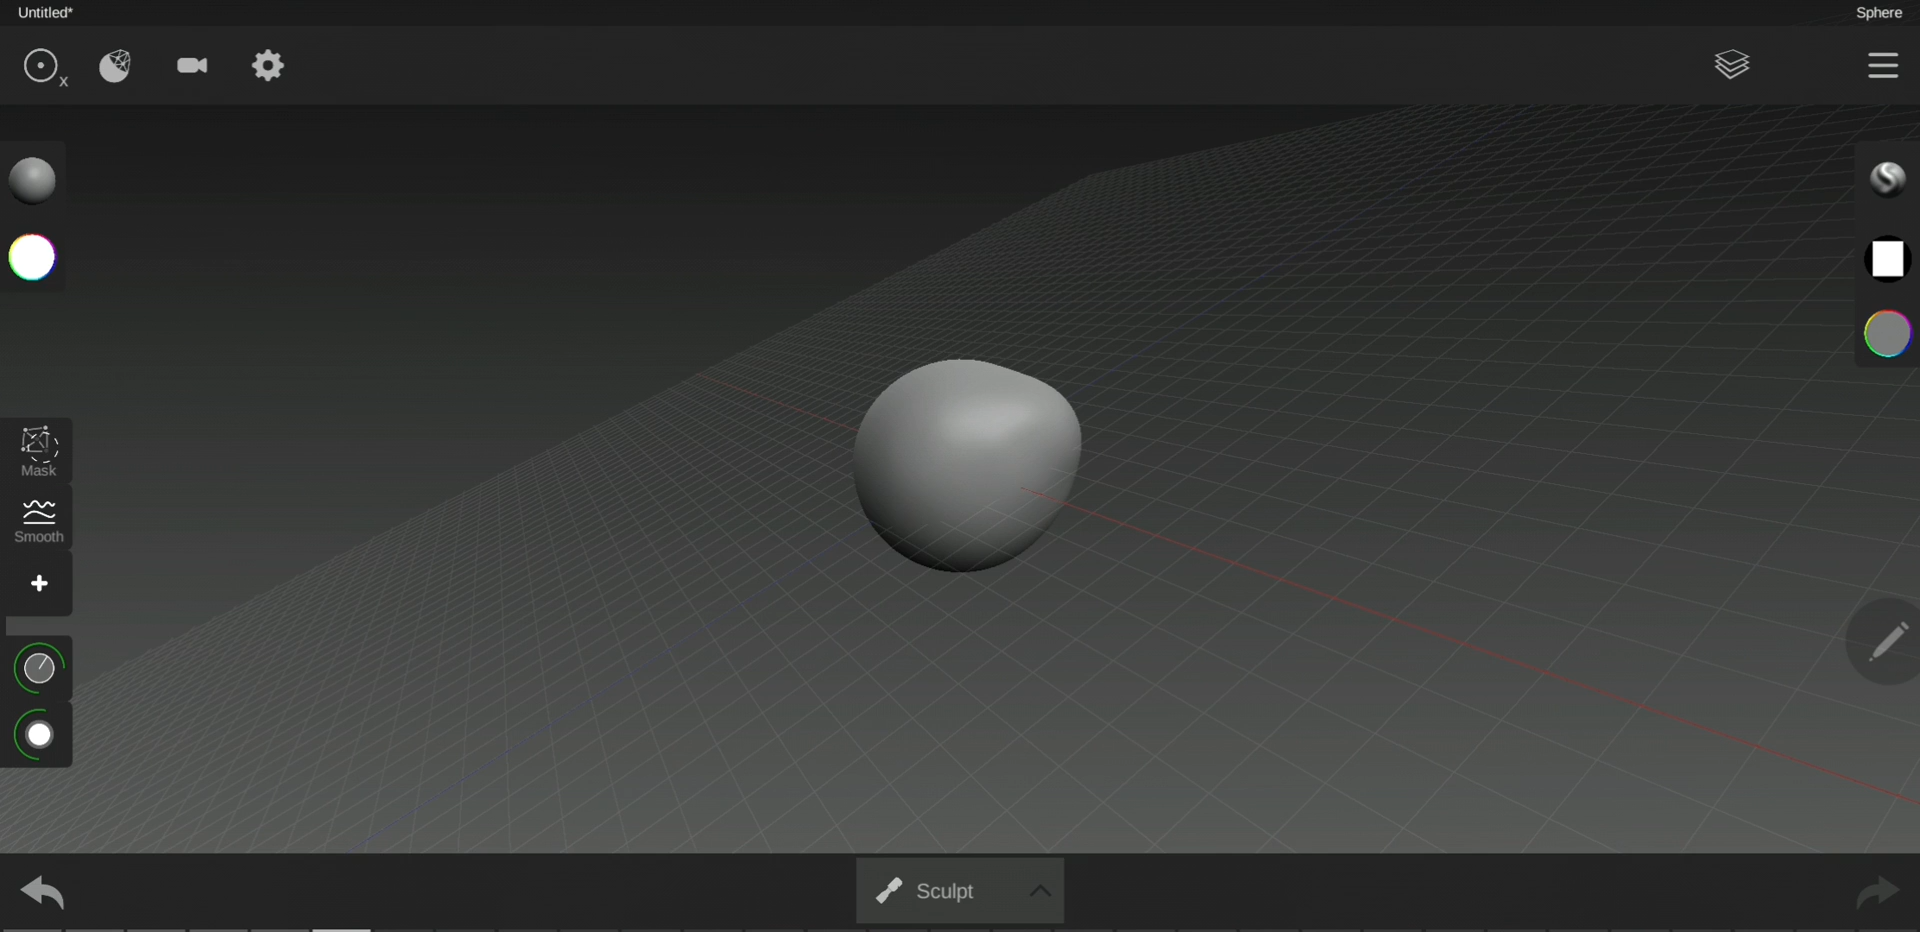 Untitled*
Sphere
x
Mask
Smooth
Sculpt